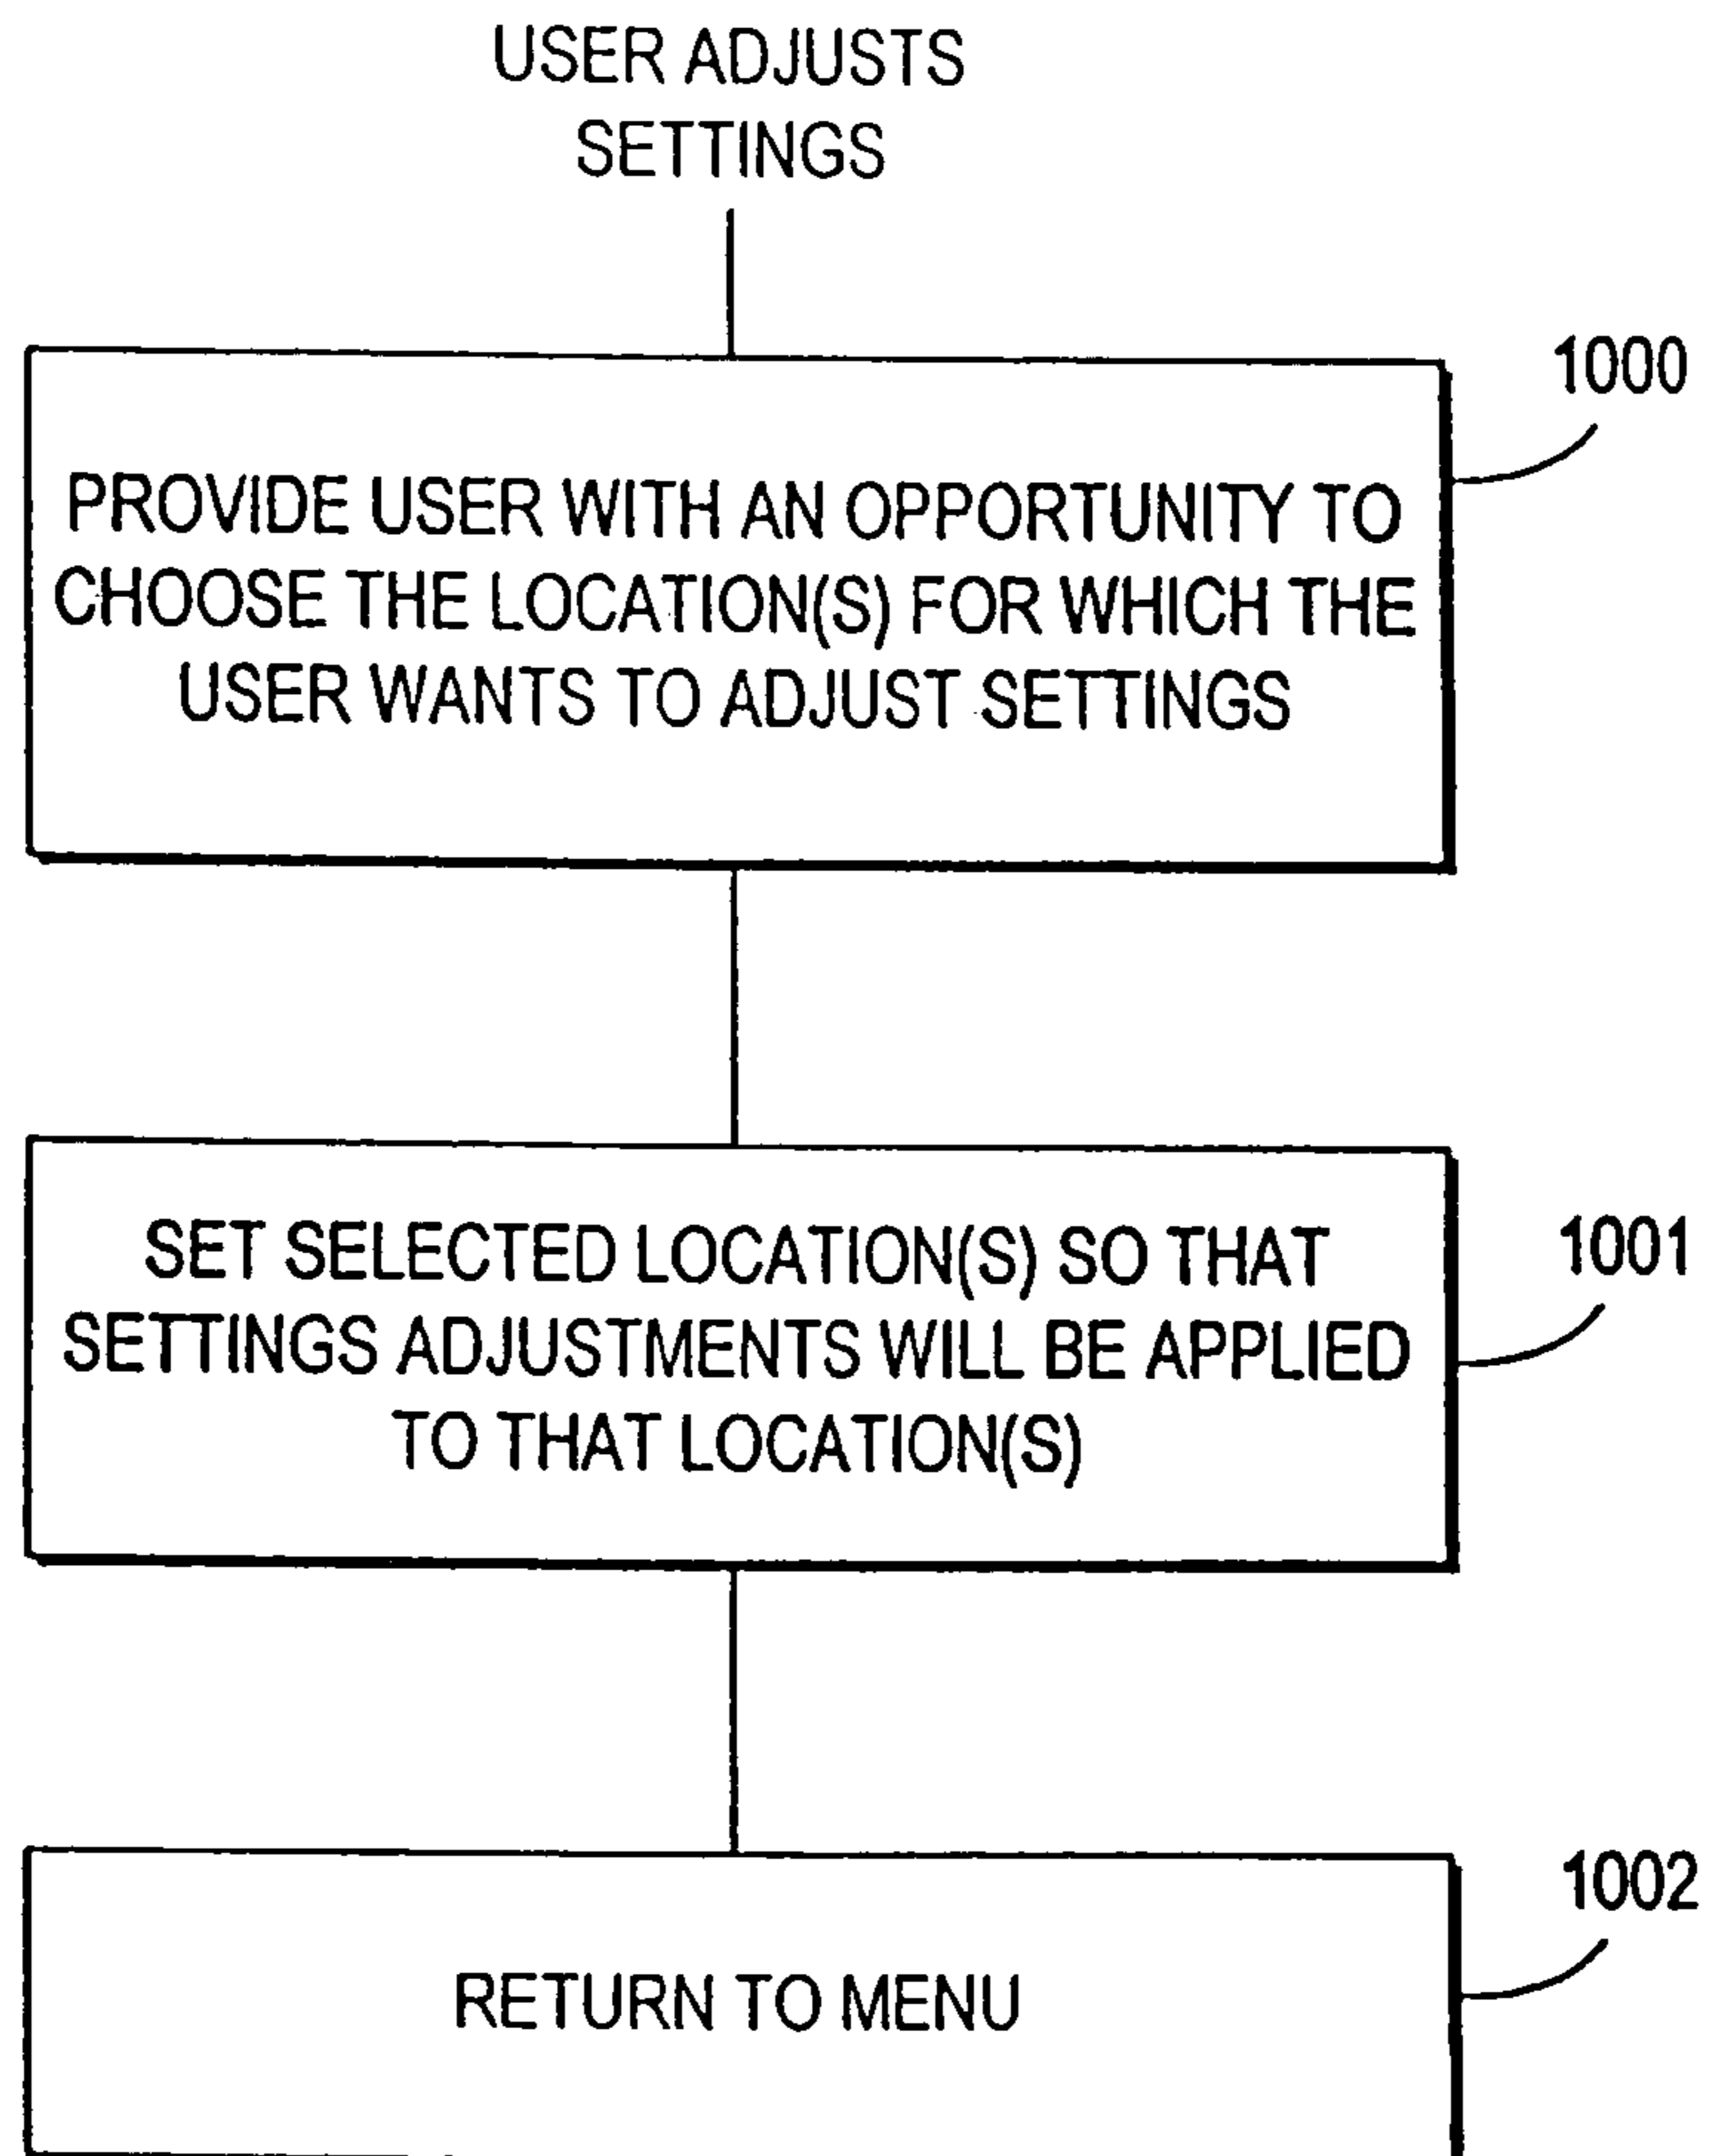 USER ADJUSTS
SETTINGS
1000
PROVIDE USER WITH AN OPPORTUNITY TO
CHOOSE THE LOCATION(S) FOR WHICH THE
USER WANTS TO ADJUST SETTINGS
1001
SET SELECTED LOCATION(S) SO THAT
SETTINGS ADJUSTMENTS WILL BE APPLIED
TO THAT LOCATION(S)
1002
RETURN TO MENU